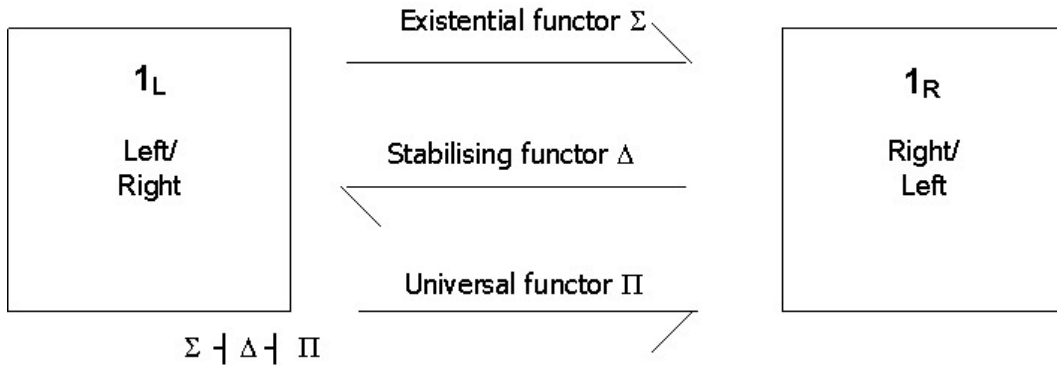 Existential functor Σ
1L
1R
Left/
Right
Stabilising functor Δ
Right/
Left
Universal functor Π
Σ ┤ Δ ┤ Π